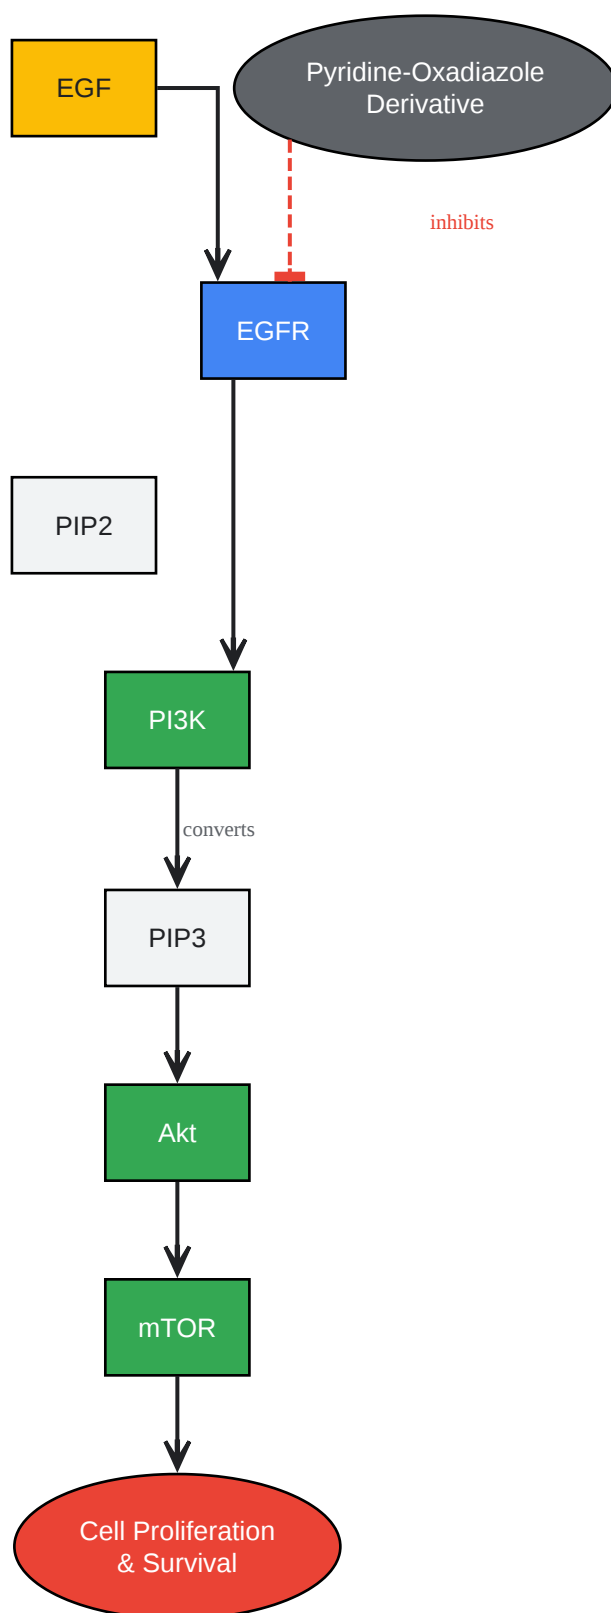 EGF
Pyridine-Oxadiazole
Derivative
inhibits
EGFR
PIP2
PI3K
converts
PIP3
Akt
mTOR
Cell Proliferation
& Survival